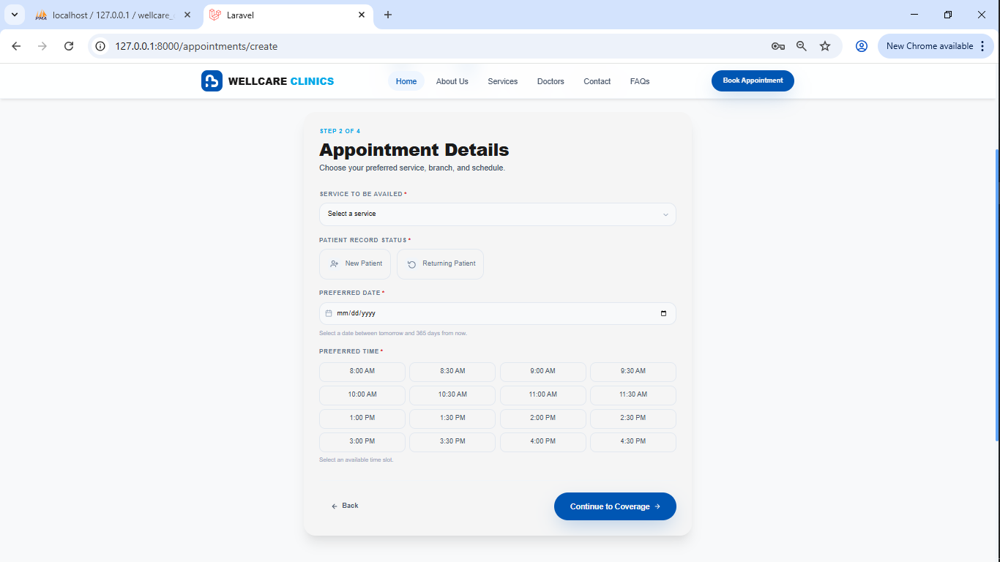 localhost / 127.0.0.1 / wellcare_
Laravel
127.0.0.1:8000/appointments/create
New Chrome available
WELLCARE CLINICS
Home
About Us
Services
Doctors
Contact
FAQs
Book Appointment
STEP 2 OF 4
Appointment Details
Choose your preferred service, branch, and schedule.
SERVICE TO BE AVAILED *
Select a service
PATIENT RECORD STATUS *
New Patient
Returning Patient
PREFERRED DATE *
mm/dd/yyyy
Select a date between tomorrow and 365 days from now.
PREFERRED TIME *
8:00 AM
8:30 AM
9:00 AM
9:30 AM
10:00 AM
10:30 AM
11:00 AM
11:30 AM
1:00 PM
1:30 PM
2:00 PM
2:30 PM
3:00 PM
3:30 PM
4:00 PM
4:30 PM
Select an available time slot.
← Back
Continue to Coverage →